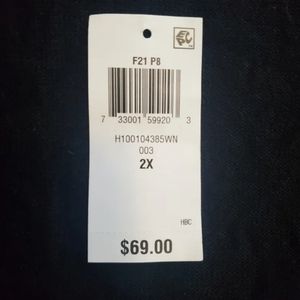 F21 P8
7 33001 59920 3
H100104385WN
003
2X
HBC
$69.00